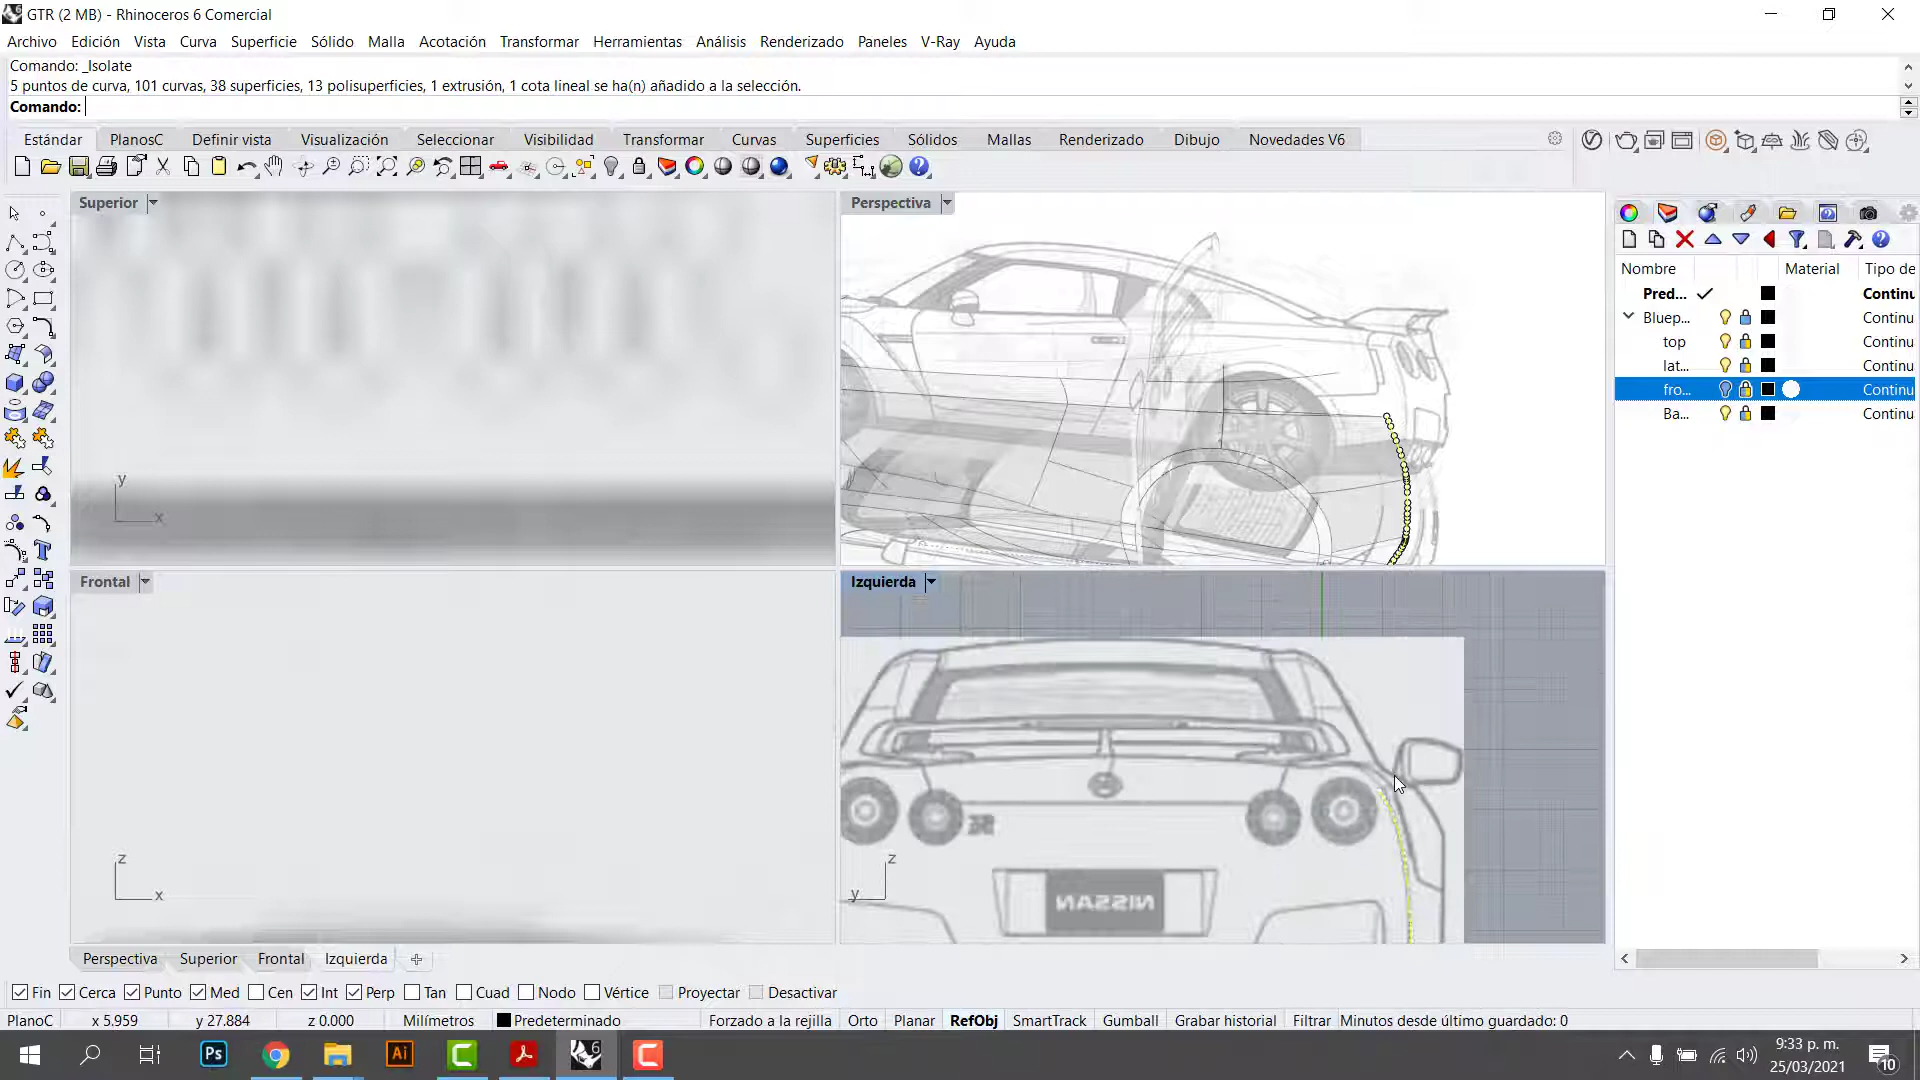 GTR (2 MB) - Rhinoceros 6 Comercial
Archivo Edición Vista Curva Superficie Sólido Malla Acotación Transformar Herramientas Análisis Renderizado Paneles V-Ray Ayuda
Comando: _Isolate
5 puntos de curva, 101 curvas, 38 superficies, 13 polisuperficies, 1 extrusión, 1 cota lineal se ha(n) añadido a la selección.
Comando:
Estándar PlanosC Definir vista Visualización Seleccionar Visibilidad Transformar Curvas Superficies Sólidos Mallas Renderizado Dibujo Novedades V6
Superior
Perspectiva
Nombre Material Tipo de
Pred... Continu
Bluep... Continu
top Continu
lat... Continu
fro... Continu
Ba... Continu
y
x
Frontal
Izquierda
z
x
z
y
NISSAN
Perspectiva Superior Frontal Izquierda
Fin Cerca Punto Med Cen Int Perp Tan Cuad Nodo Vértice Proyectar Desactivar
PlanoC x 5.959 y 27.884 z 0.000 Milímetros Predeterminado Forzado a la rejilla Orto Planar RefObj SmartTrack Gumball Grabar historial Filtrar Minutos desde último guardado: 0
Ps Ai 6
9:33 p. m.
25/03/2021
10